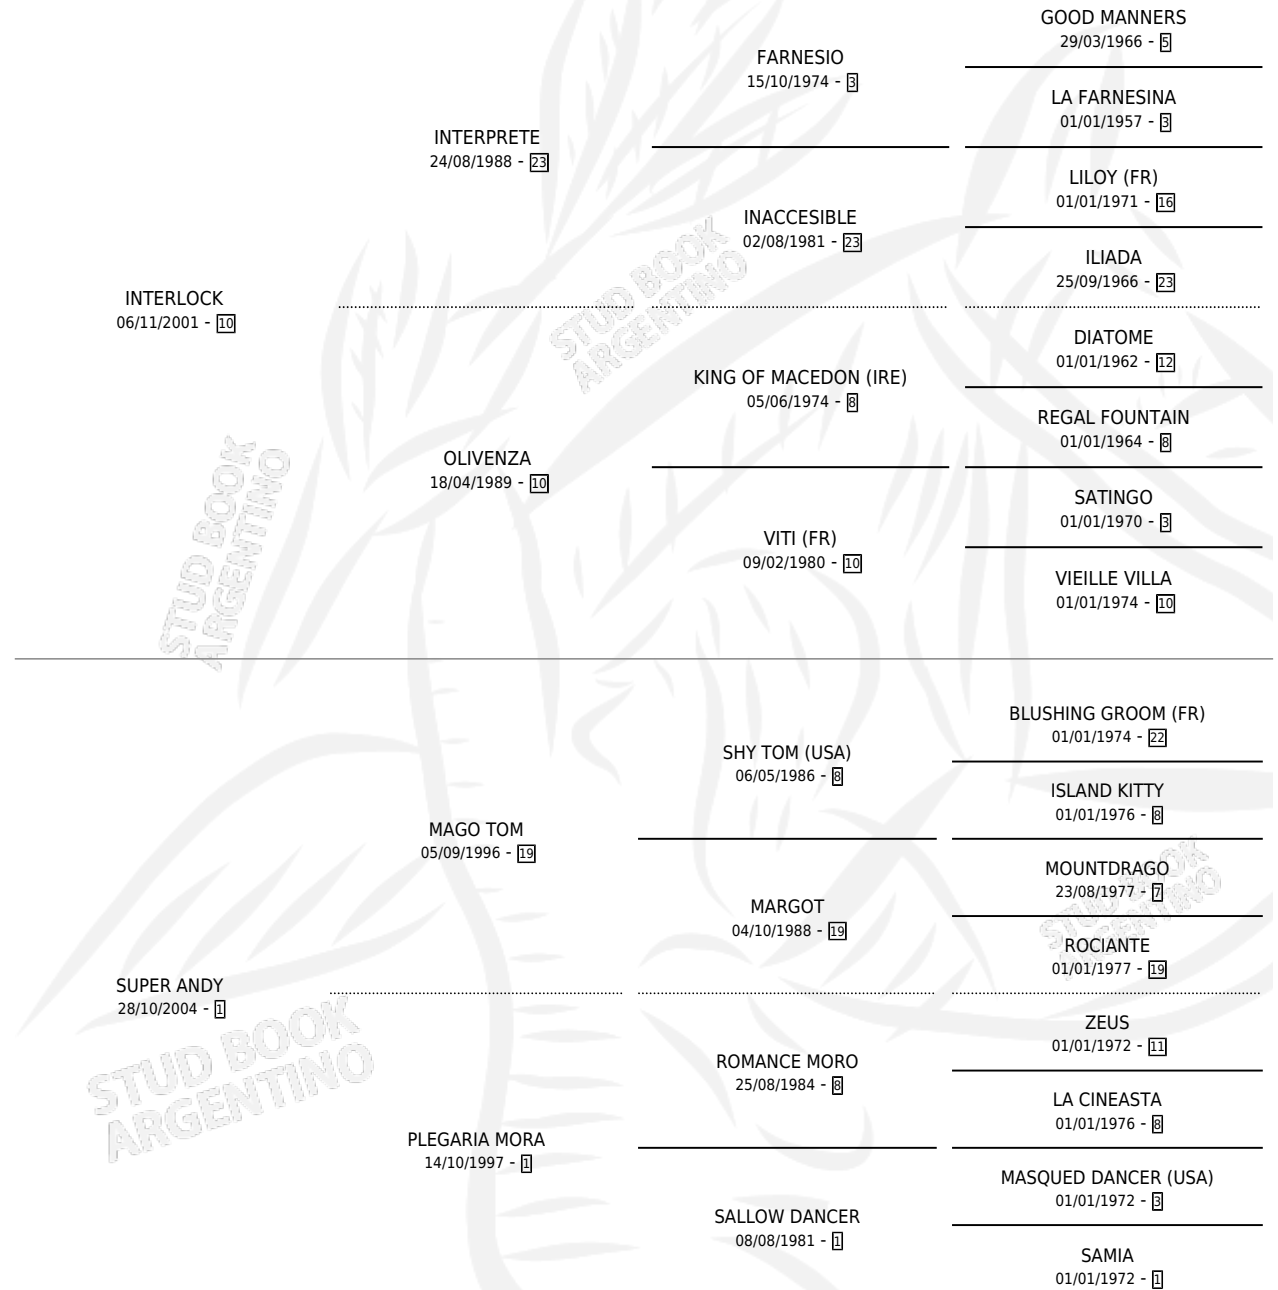 GOOD MANNERS
29/03/1966 - 5
FARNESIO
15/10/1974 - 3
LA FARNESINA
01/01/1957 - 3
INTERPRETE
24/08/1988 - 23
LILOY (FR)
01/01/1971 - 16
INACCESIBLE
02/08/1981 - 23
ILIADA
25/09/1966 - 23
INTERLOCK
06/11/2001 - 10
DIATOME
01/01/1962 - 12
KING OF MACEDON (IRE)
05/06/1974 - 8
REGAL FOUNTAIN
01/01/1964 - 8
OLIVENZA
18/04/1989 - 10
SATINGO
01/01/1970 - 3
VITI (FR)
09/02/1980 - 10
VIEILLE VILLA
01/01/1974 - 10
BLUSHING GROOM (FR)
01/01/1974 - 22
SHY TOM (USA)
06/05/1986 - 8
ISLAND KITTY
01/01/1976 - 8
MAGO TOM
05/09/1996 - 19
MOUNTDRAGO
23/08/1977 - 7
MARGOT
04/10/1988 - 19
ROCIANTE
01/01/1977 - 19
SUPER ANDY
28/10/2004 - 1
ZEUS
01/01/1972 - 11
ROMANCE MORO
25/08/1984 - 8
LA CINEASTA
01/01/1976 - 8
PLEGARIA MORA
14/10/1997 - 1
MASQUED DANCER (USA)
01/01/1972 - 3
SALLOW DANCER
08/08/1981 - 1
SAMIA
01/01/1972 - 1
STUD BOOK
ARGENTINO
STUD BOOK
ARGENTINO
STUD BOOK
ARGENTINO
STUD BOOK
ARGENTINO